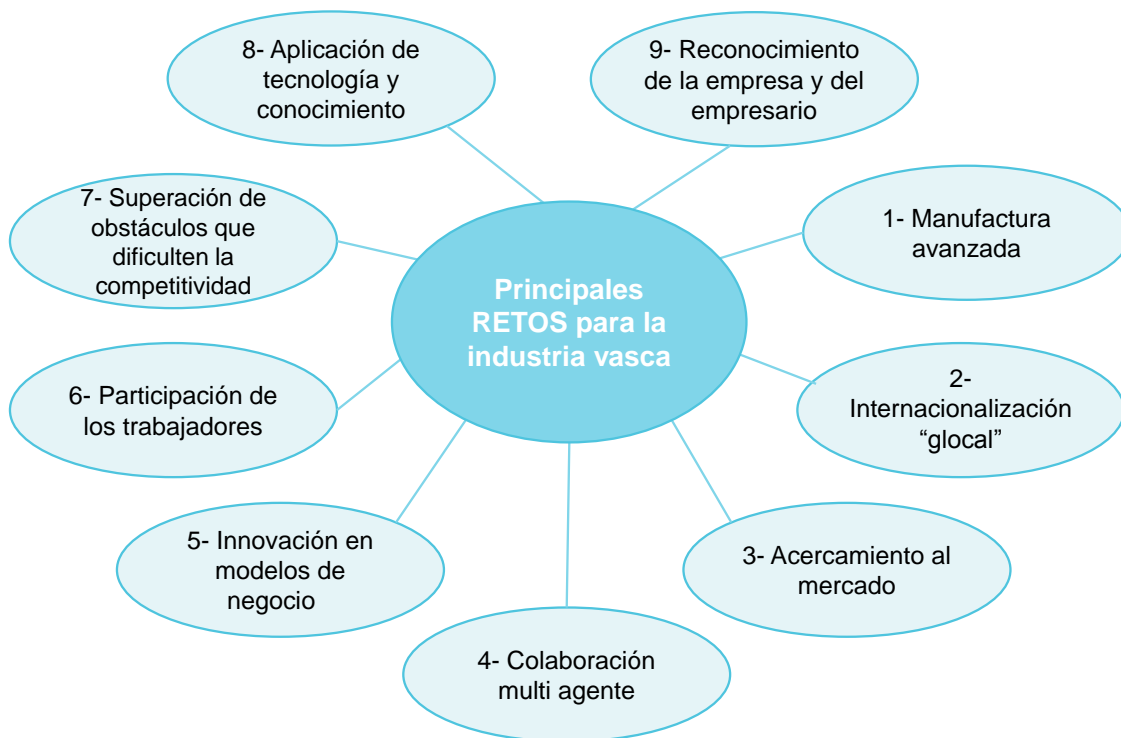 8- Aplicación de
tecnología y
conocimiento
9- Reconocimiento
de la empresa y del
empresario
7- Superación de
obstáculos que
dificulten la
competitividad
1- Manufactura
avanzada
Principales
RETOS para la
industria vasca
6- Participación de
los trabajadores
2-
Internacionalización
“glocal”
5- Innovación en
modelos de
negocio
3- Acercamiento al
mercado
4- Colaboración
multi agente